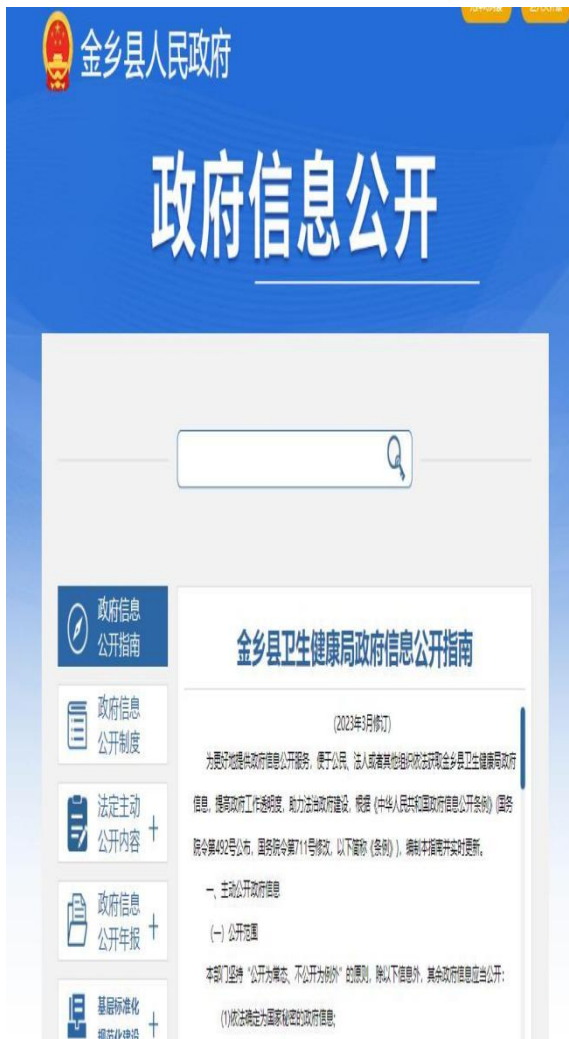 金乡县人民政府
政府信息公开
政府信息
公开指南
政府信息
公开制度
法定主动
公开内容 +
政府信息
公开年报 +
基层标准化
规范化建设 +
金乡县卫生健康局政府信息公开指南
(2023年3月修订)
为更好地提供政府信息公开服务，便于公民、法人或者其他组织依法获取金乡县卫生健康局政府
信息，提高政府工作透明度，助力法治政府建设，根据《中华人民共和国政府信息公开条例》(国务
院令第492号公布，国务院令第711号修改，以下简称《条例》)，编制本指南并实时更新。
一、主动公开政府信息
(一) 公开范围
本部门坚持“公开为常态、不公开为例外”的原则，除以下信息外，其余政府信息应当公开：
(1)依法确定为国家秘密的政府信息;